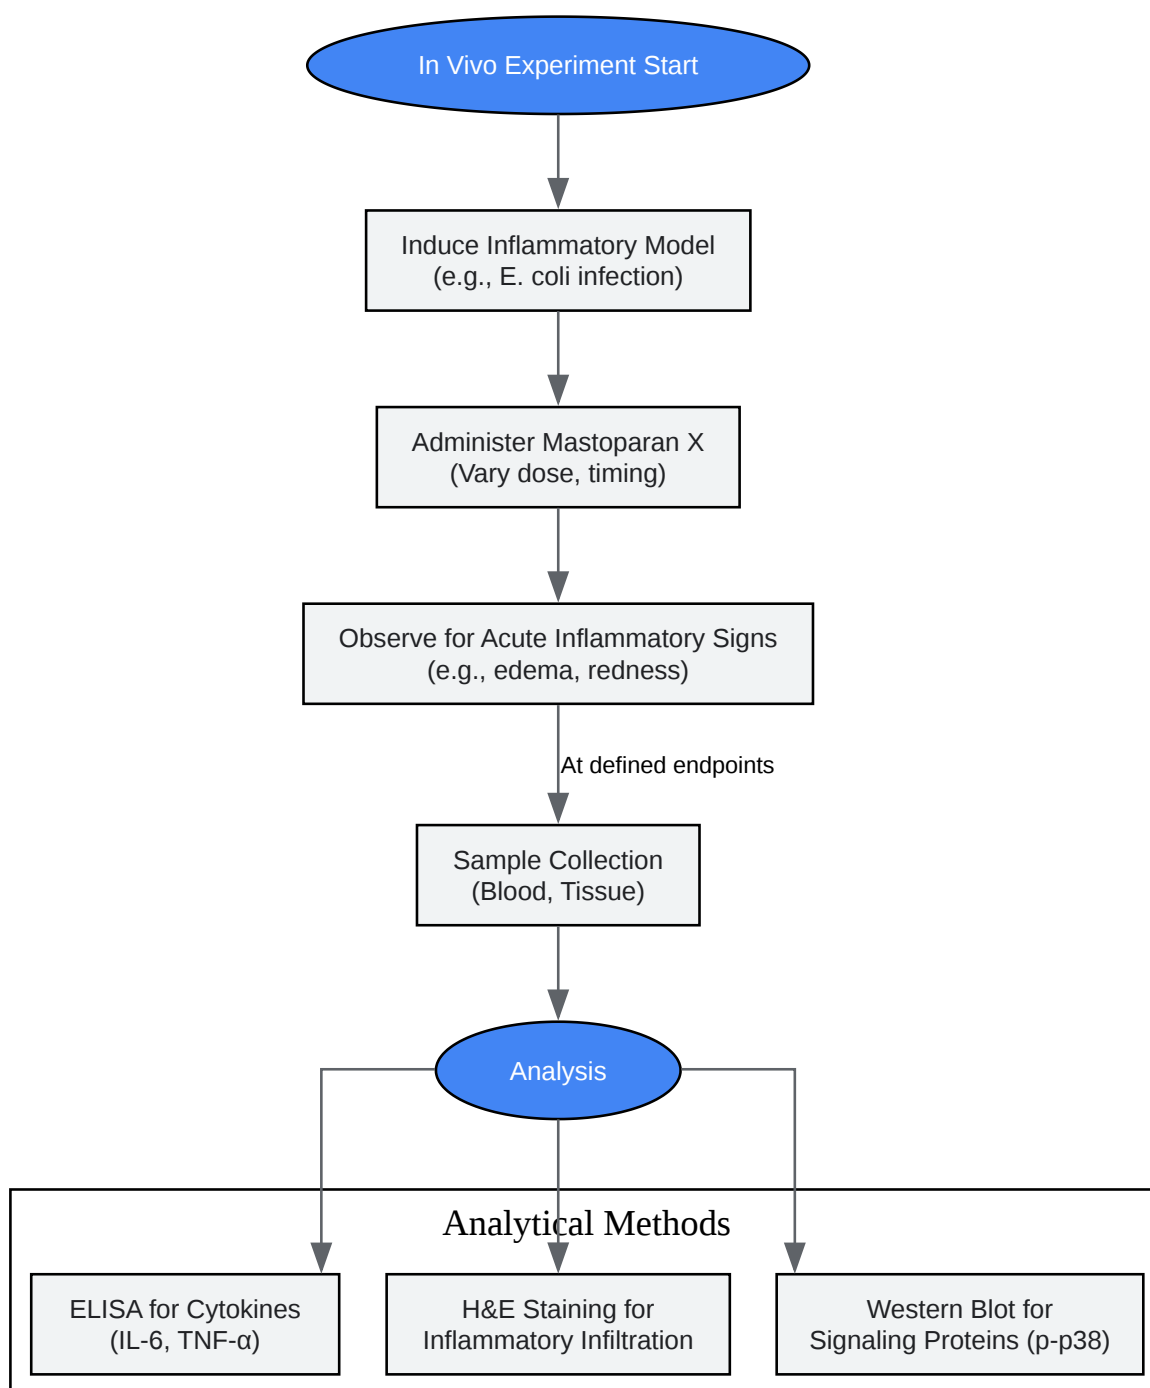 In Vivo Experiment Start
Induce Inflammatory Model
(e.g., E. coli infection)
Administer Mastoparan X
(Vary dose, timing)
Observe for Acute Inflammatory Signs
(e.g., edema, redness)
At defined endpoints
Sample Collection
(Blood, Tissue)
Analysis
Analytical Methods
ELISA for Cytokines
(IL-6, TNF-α)
H&E Staining for
Inflammatory Infiltration
Western Blot for
Signaling Proteins (p-p38)